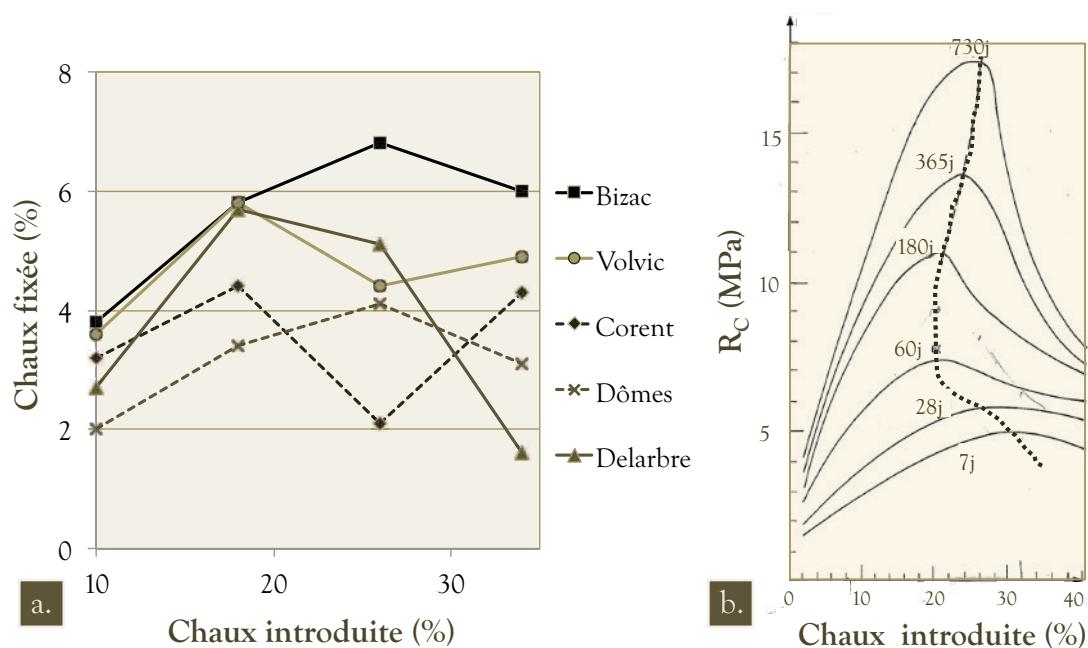 8
6
4
2
0
10
20
30
Chaux fixée (%)
Chaux introduite (%)
a.
Bizac
Volvic
Corent
Dômes
Delarbre
730j
365j
180j
60j
28j
7j
15
10
5
0
10
20
30
40
R_C (MPa)
Chaux introduite (%)
b.